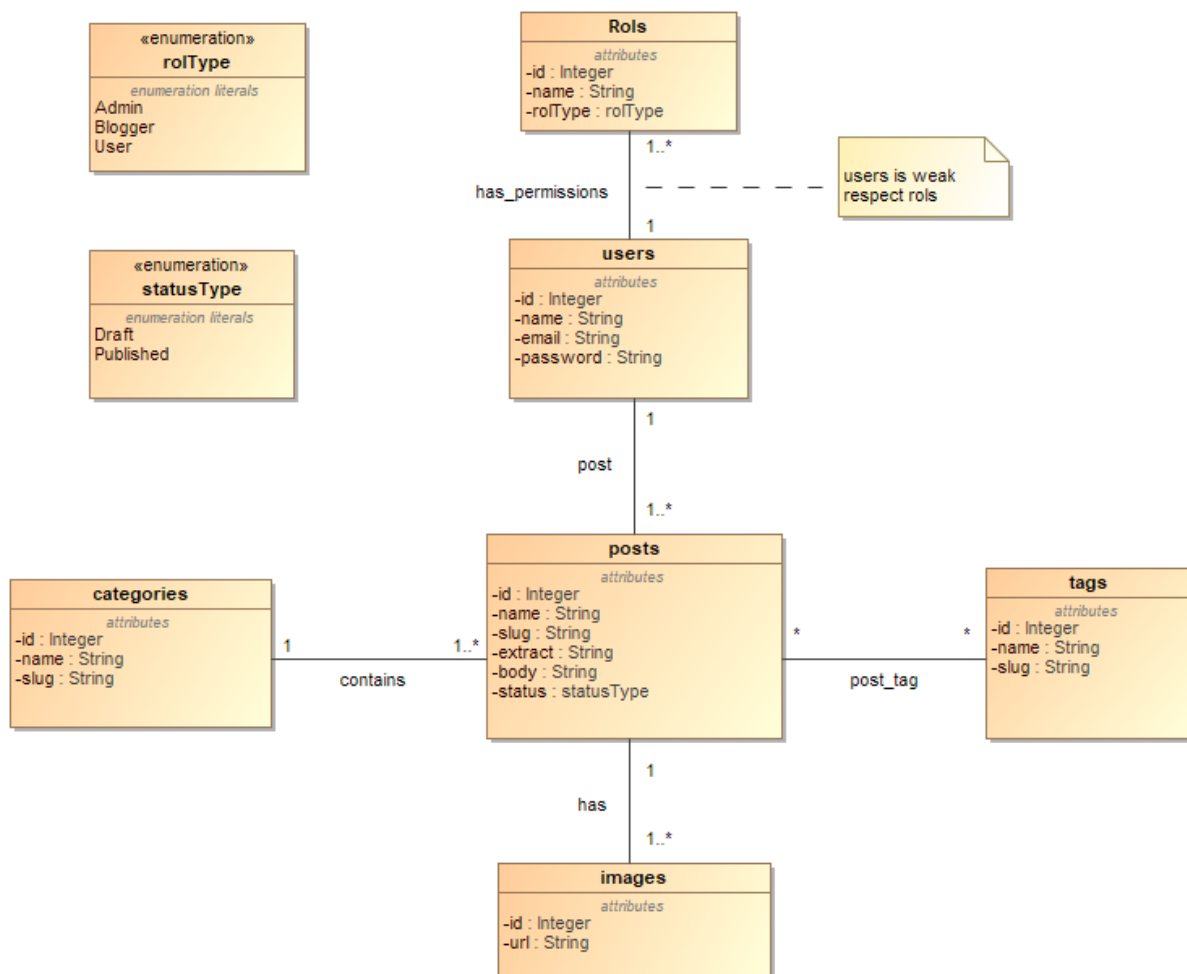 «enumeration»
rolType
enumeration literals
Admin
Blogger
User
Rols
attributes
-id : Integer
-name : String
-rolType : rolType
1..*
has_permissions
1
users is weak
respect rols
«enumeration»
statusType
enumeration literals
Draft
Published
users
attributes
-id : Integer
-name : String
-email : String
-password : String
1
post
1..*
categories
attributes
-id : Integer
-name : String
-slug : String
1
contains
1..*
posts
attributes
-id : Integer
-name : String
-slug : String
-extract : String
-body : String
-status : statusType
*
post_tag
*
tags
attributes
-id : Integer
-name : String
-slug : String
1
has
1..*
images
attributes
-id : Integer
-url : String